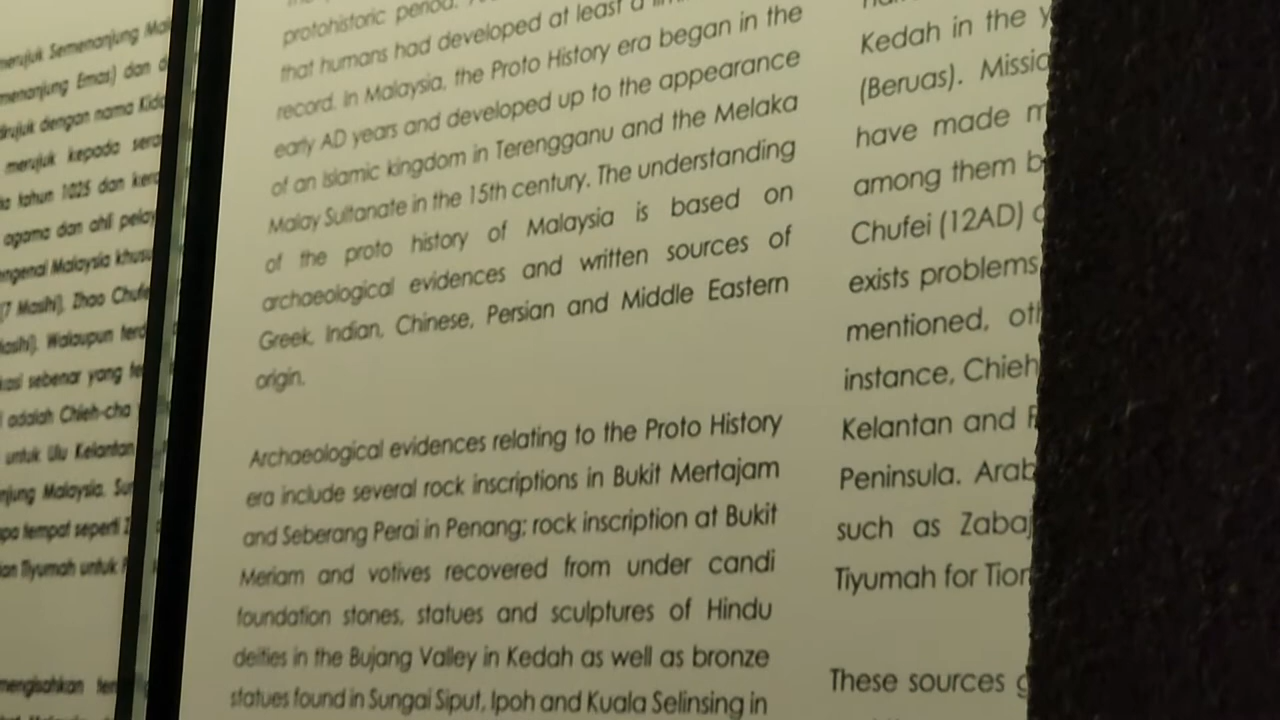 merujuk Semenanjung
Emas) dan
dirujuk dengan nama
merujuk kepada
tahun 1025 dan
agama dan ahli
Malaysia
(7 Masihi), Zhao
Walaupun
sebenar yang
adalah Chieh-cha
untuk Ulu Kelantan
Malaysia.
tempat seperti
Tiyumah untuk
protohistoric period.
that humans had developed at least a
record. In Malaysia, the Proto History era began in the
early AD years and developed up to the appearance
of an Islamic kingdom in Terengganu and the Melaka
Malay Sultanate in the 15th century. The understanding
of the proto history of Malaysia is based on
archaeological evidences and written sources of
Greek, Indian, Chinese, Persian and Middle Eastern
origin.
Archaeological evidences relating to the Proto History
era include several rock inscriptions in Bukit Mertajam
and Seberang Perai in Penang; rock inscription at Bukit
Meriam and votives recovered from under candi
foundation stones, statues and sculptures of Hindu
deities in the Bujang Valley in Kedah as well as bronze
statues found in Sungai Siput, Ipoh and Kuala Selinsing in
Kedah in the
(Beruas).
have made
among them
Chufei (12AD)
exists problems
mentioned,
instance, Chieh
Kelantan and
Peninsula. Arab
such as
Tiyumah for
These sources